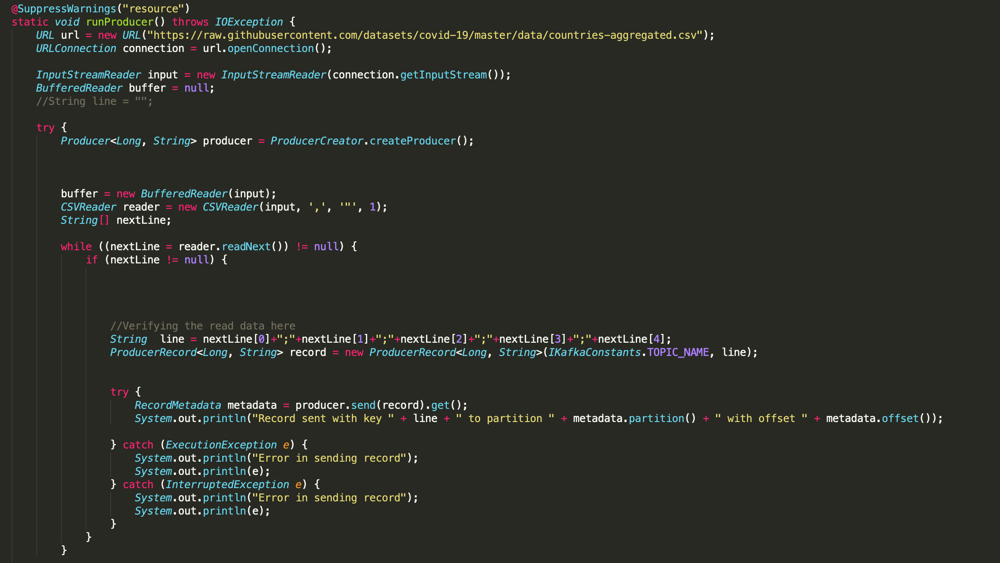 @SuppressWarnings("resource")
static void runProducer() throws IOException {
URL url = new URL("https://raw.githubusercontent.com/datasets/covid-19/master/data/countries-aggregated.csv");
URLConnection connection = url.openConnection();
InputStreamReader input = new InputStreamReader(connection.getInputStream());
BufferedReader buffer = null;
//String line = "";
try {
Producer<Long, String> producer = ProducerCreator.createProducer();
buffer = new BufferedReader(input);
CSVReader reader = new CSVReader(input, ',', '"', 1);
String[] nextLine;
while ((nextLine = reader.readNext()) != null) {
if (nextLine != null) {
//Verifying the read data here
String  line = nextLine[0]+";"+nextLine[1]+";"+nextLine[2]+";"+nextLine[3]+";"+nextLine[4];
ProducerRecord<Long, String> record = new ProducerRecord<Long, String>(IKafkaConstants.TOPIC_NAME, line);
try {
RecordMetadata metadata = producer.send(record).get();
System.out.println("Record sent with key " + line + " to partition " + metadata.partition() + " with offset " + metadata.offset());
} catch (ExecutionException e) {
System.out.println("Error in sending record");
System.out.println(e);
} catch (InterruptedException e) {
System.out.println("Error in sending record");
System.out.println(e);
}
}
}